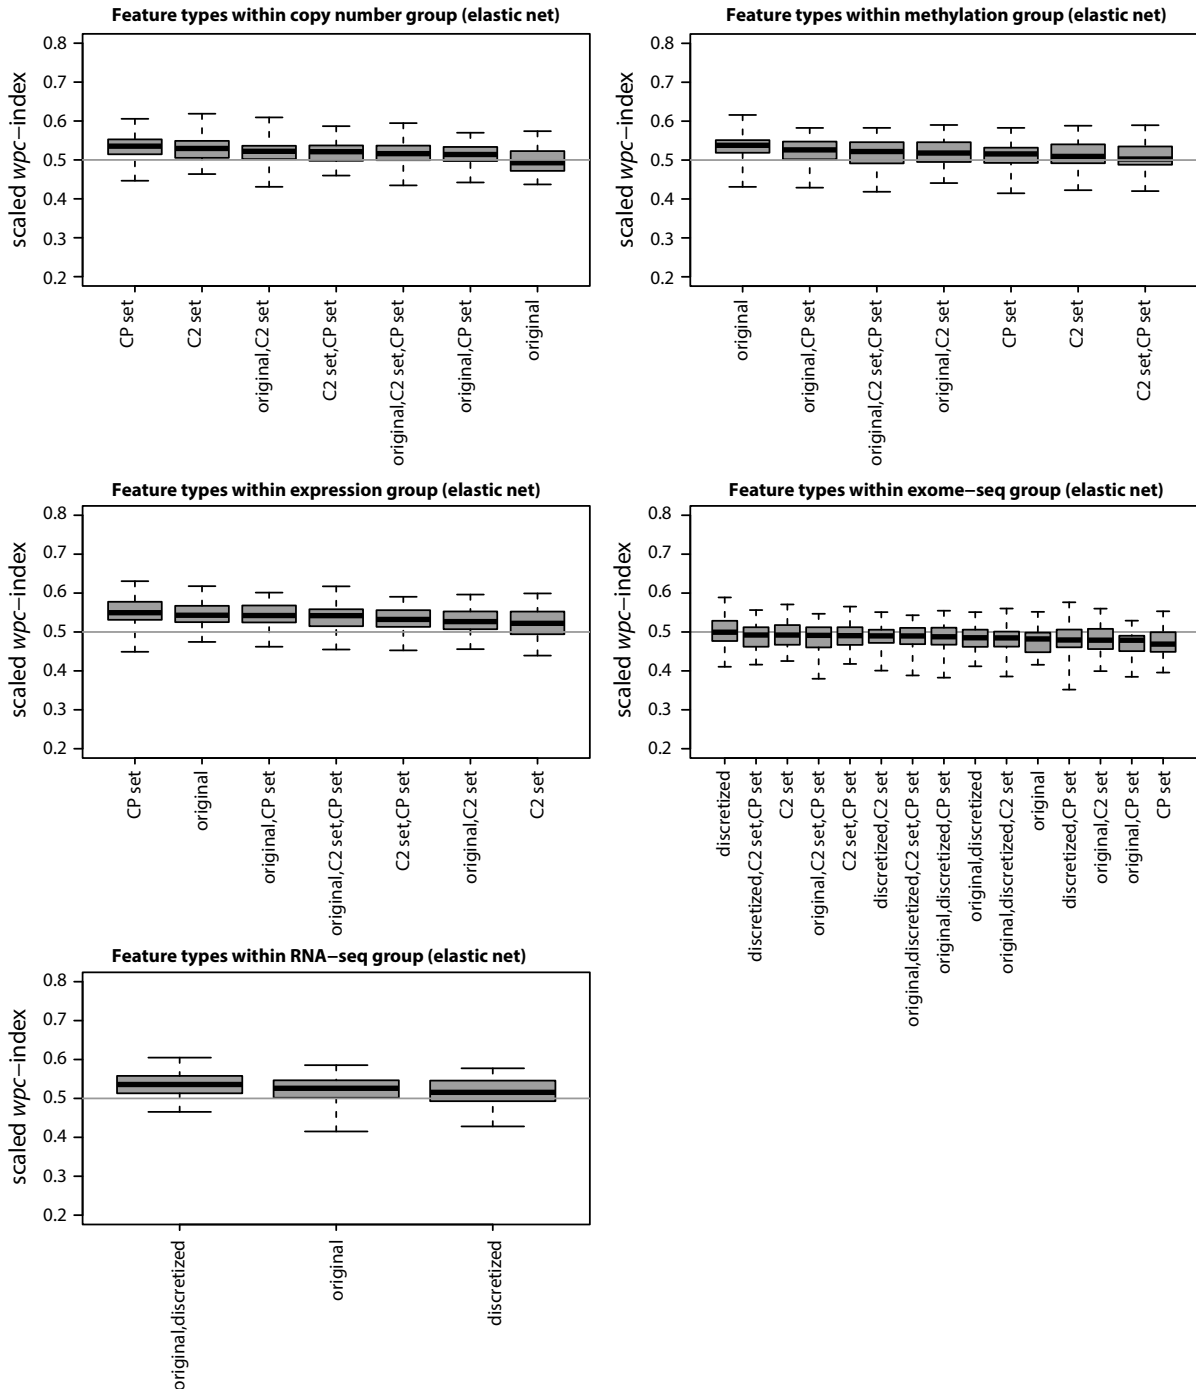 Feature types within copy number group (elastic net)
scaled wpc−index
0.8
0.7
0.6
0.5
0.4
0.3
0.2
CP set
C2 set
original,C2 set
C2 set,CP set
original,C2 set,CP set
original,CP set
original
Feature types within methylation group (elastic net)
scaled wpc−index
0.8
0.7
0.6
0.5
0.4
0.3
0.2
original
original,CP set
original,C2 set,CP set
original,C2 set
CP set
C2 set
C2 set,CP set
Feature types within expression group (elastic net)
scaled wpc−index
0.8
0.7
0.6
0.5
0.4
0.3
0.2
CP set
original
original,CP set
original,C2 set,CP set
C2 set,CP set
original,C2 set
C2 set
Feature types within exome−seq group (elastic net)
scaled wpc−index
0.8
0.7
0.6
0.5
0.4
0.3
0.2
discretized
discretized,C2 set,CP set
C2 set
original,C2 set,CP set
C2 set,CP set
discretized,C2 set
original,discretized,C2 set,CP set
original,discretized,CP set
original,discretized
original,discretized,C2 set
original
discretized,CP set
original,C2 set
original,CP set
CP set
Feature types within RNA−seq group (elastic net)
scaled wpc−index
0.8
0.7
0.6
0.5
0.4
0.3
0.2
original,discretized
original
discretized